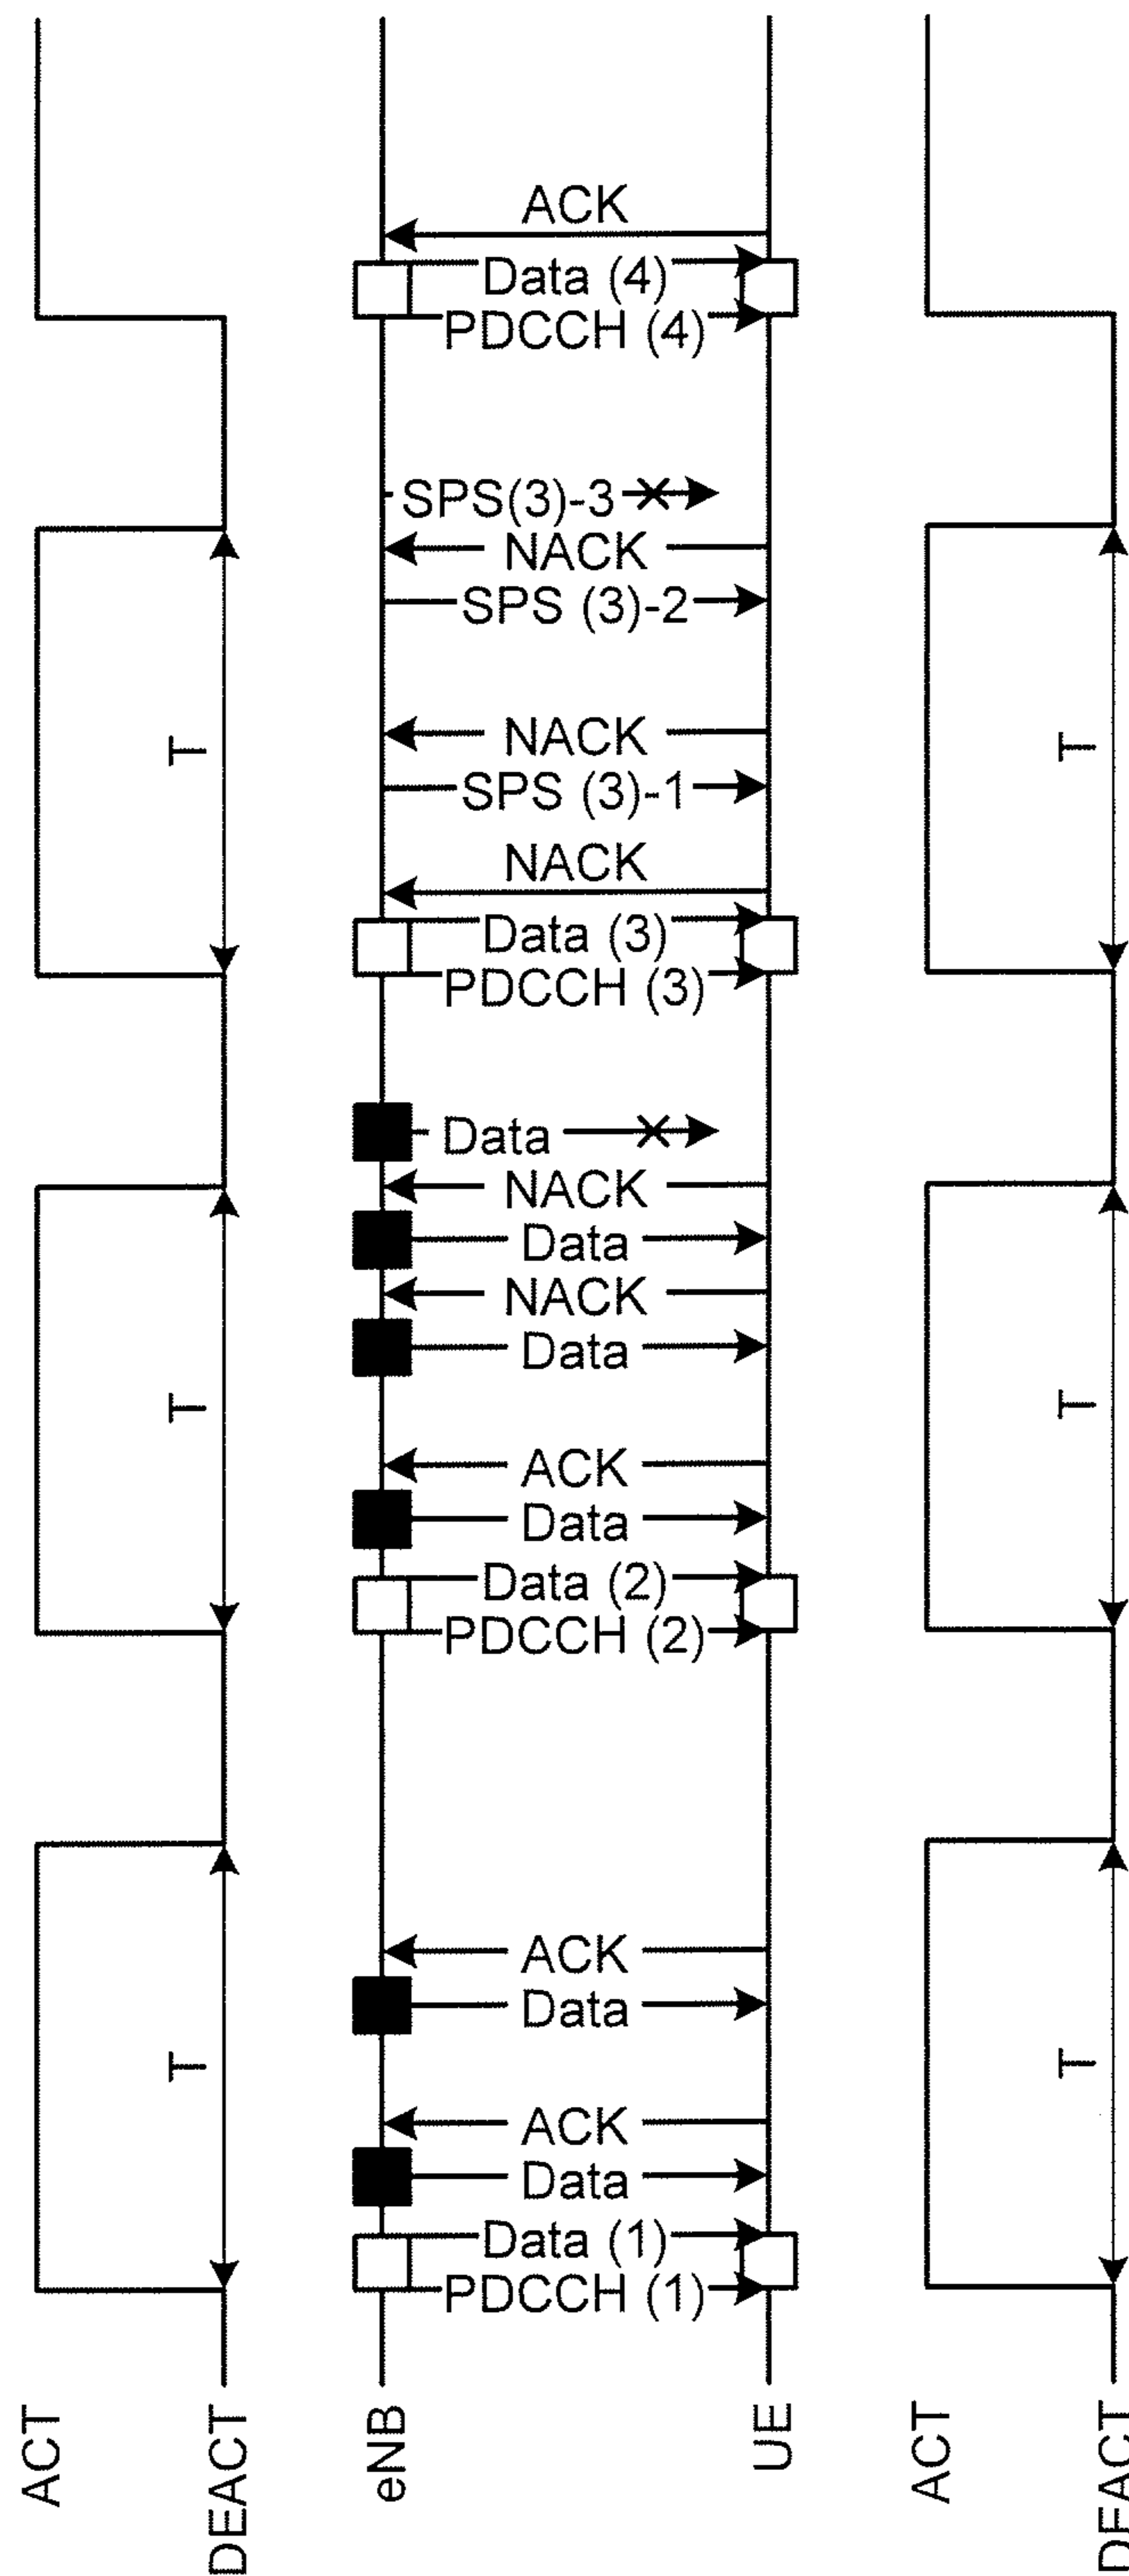 ACK
Data (4)
PDCCH (4)
SPS(3)-3
NACK
SPS (3)-2
T
T
NACK
SPS (3)-1
NACK
Data (3)
PDCCH (3)
Data
NACK
Data
NACK
Data
T
T
ACK
Data
Data (2)
PDCCH (2)
ACK
Data
T
T
ACK
Data
Data (1)
PDCCH (1)
ACT
DEACT
eNB
UE
ACT
DEACT